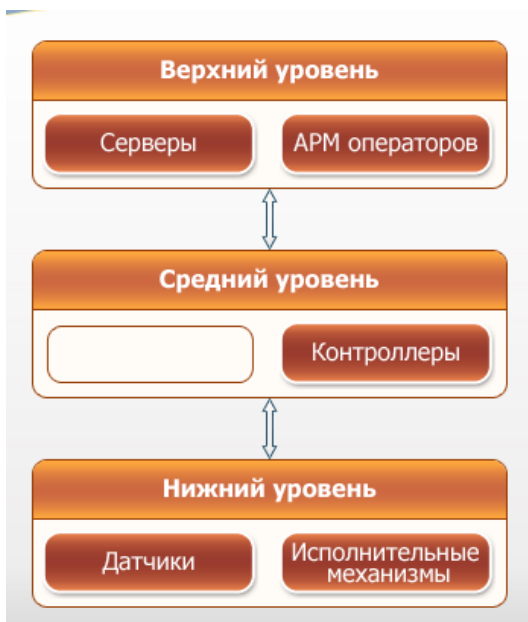 Верхний уровень
Серверы
АРМ операторов
Средний уровень
Контроллеры
Нижний уровень
Датчики
Исполнительные
механизмы